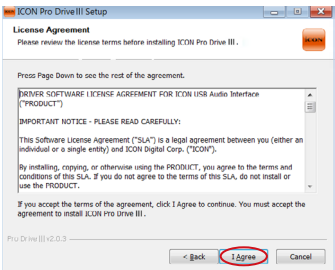 ICON Pro Drive III Setup
License Agreement
Please review the license terms before installing ICON Pro Drive III.
ICON
Press Page Down to see the rest of the agreement.
DRIVER SOFTWARE LICENSE AGREEMENT FOR ICON USB Audio Interface
("PRODUCT")
IMPORTANT NOTICE - PLEASE READ CAREFULLY:
This Software License Agreement ("SLA") is a legal agreement between you (either an
individual or a single entity) and ICON Digital Corp. ("ICON").
By installing, copying, or otherwise using the PRODUCT, you agree to the terms and
conditions of this SLA. If you do not agree to the terms of this SLA, do not install or
use the PRODUCT.
If you accept the terms of the agreement, click I Agree to continue. You must accept the
agreement to install ICON Pro Drive III.
Pro Drive III v2.0.3
< Back
I Agree
Cancel